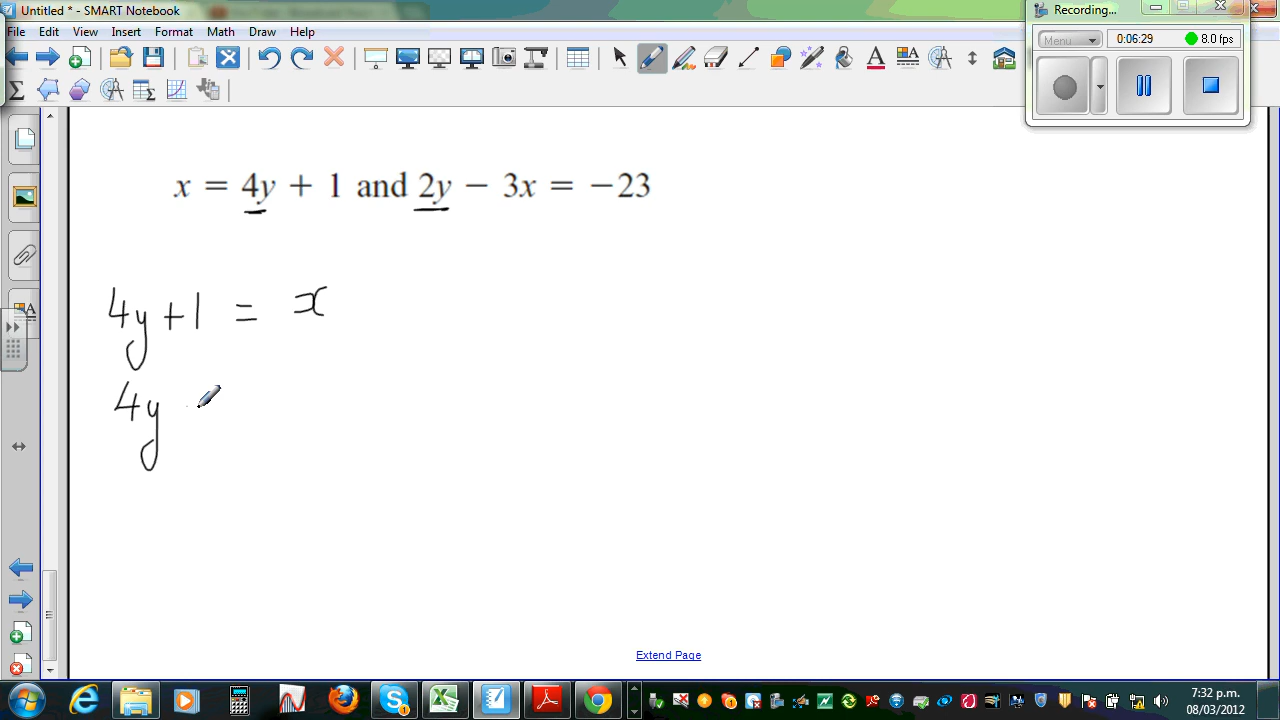 Untitled * - SMART Notebook
Recording...
File Edit View Insert Format Math Draw Help
Menu
0:06:29
8.0 fps
x = 4y + 1 and 2y − 3x = −23
4y + 1 = x
4y
Extend Page
7:32 p.m.
08/03/2012